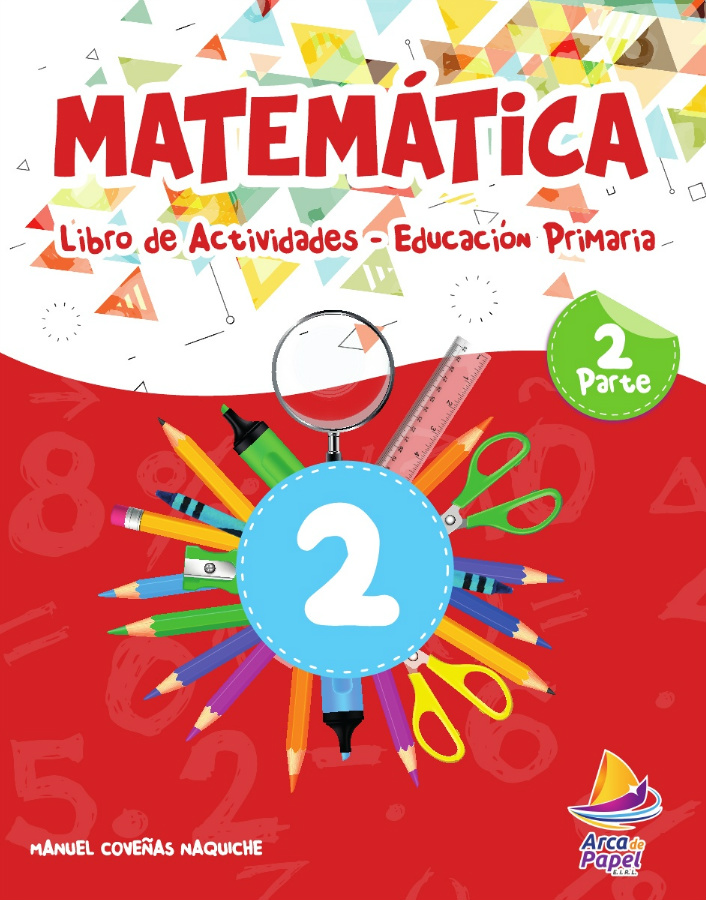 MATEMÁTICA
Libro de Actividades - Educación Primaria
2
Parte
2
MANUEL COVEÑAS NAQUICHE
Arca de
Papel
E.I.R.L.